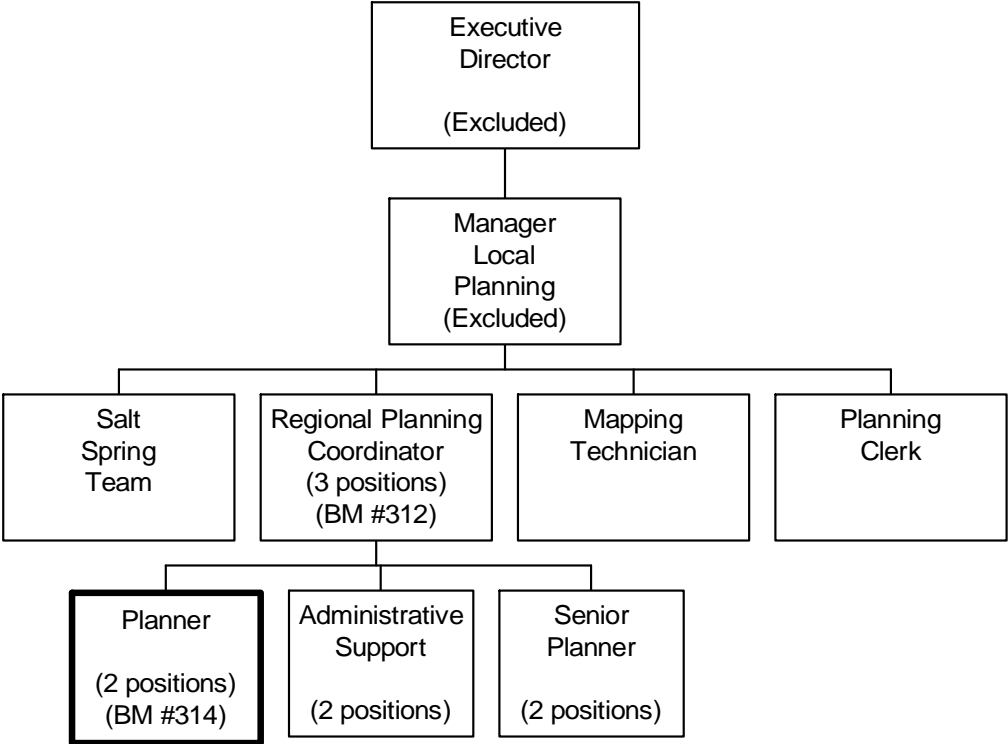 Executive
Director
(Excluded)
Manager
Local
Planning
(Excluded)
Salt
Spring
Team
Regional Planning
Coordinator
(3 positions)
(BM #312)
Mapping
Technician
Planning
Clerk
Planner
(2 positions)
(BM #314)
Administrative
Support
(2 positions)
Senior
Planner
(2 positions)